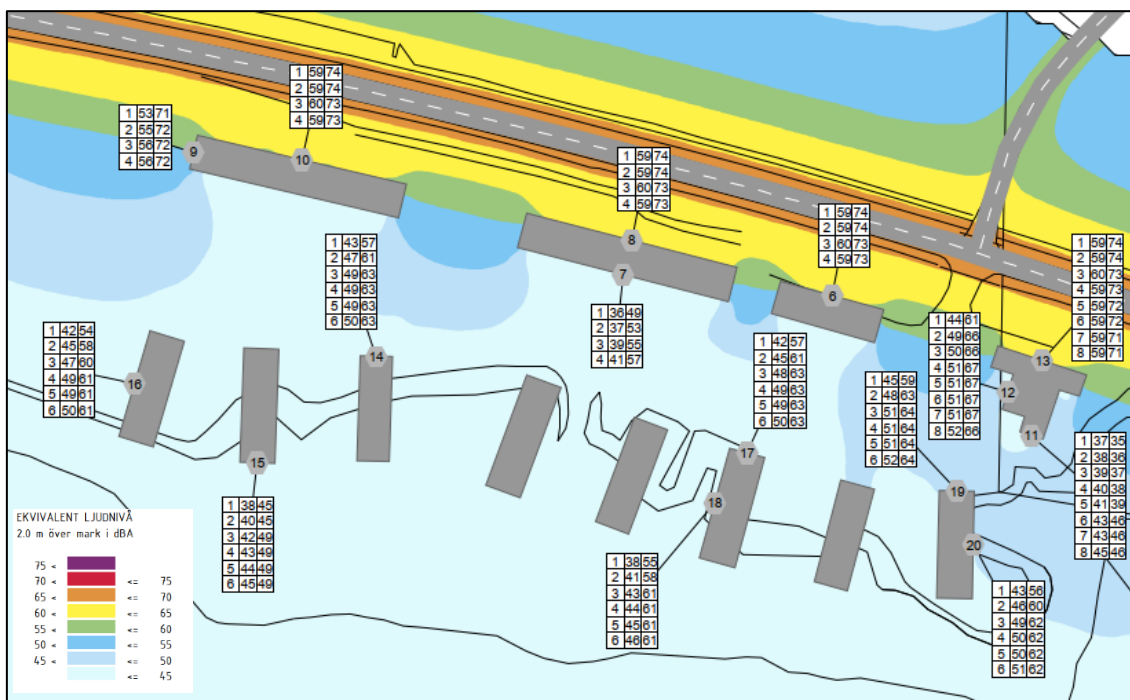 1 59 74
2 59 74
3 60 73
4 59 73
10
1 53 71
2 55 72
3 56 72
4 56 72
9
1 59 74
2 59 74
3 60 73
4 59 73
8
7
1 36 49
2 37 53
3 39 55
4 41 57
1 59 74
2 59 74
3 60 73
4 59 73
6
1 59 74
2 59 74
3 60 73
4 59 73
5 59 72
6 59 72
7 59 71
8 59 71
13
1 43 57
2 47 61
3 49 63
4 49 63
5 49 63
6 50 63
14
1 44 61
2 49 66
3 50 66
4 51 67
5 51 67
6 51 67
7 51 67
8 52 66
12
11
1 42 54
2 45 58
3 47 60
4 49 61
5 49 61
6 50 61
16
1 42 57
2 45 61
3 48 63
4 49 63
5 49 63
6 50 63
17
1 45 59
2 48 63
3 51 64
4 51 64
5 51 64
6 52 64
19
1 37 35
2 38 36
3 39 37
4 40 38
5 41 39
6 43 46
7 43 46
8 45 46
15
1 38 45
2 40 45
3 42 49
4 43 49
5 44 49
6 45 49
18
1 38 55
2 41 58
3 43 61
4 44 61
5 45 61
6 46 61
20
1 43 56
2 46 60
3 49 62
4 50 62
5 50 62
6 51 62
EKVIVALENT LJUDNIVÅ
2.0 m över mark i dBA
75 <
70 < <= 75
65 < <= 70
60 < <= 65
55 < <= 60
50 < <= 55
45 < <= 50
<= 45